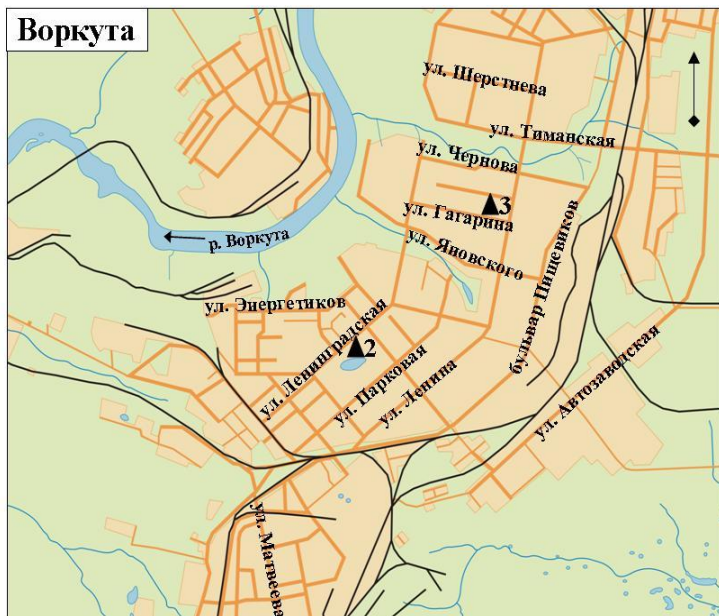 Воркута
ул. Шерстнева
ул. Тиманская
ул. Чернова
3
ул. Гагарина
р. Воркута
ул. Яновского
бульвар Пищевиков
ул. Энергетиков
ул. Ленинградская
2
ул. Парковая
ул. Ленина
ул. Автозаводская
ул. Матвеева